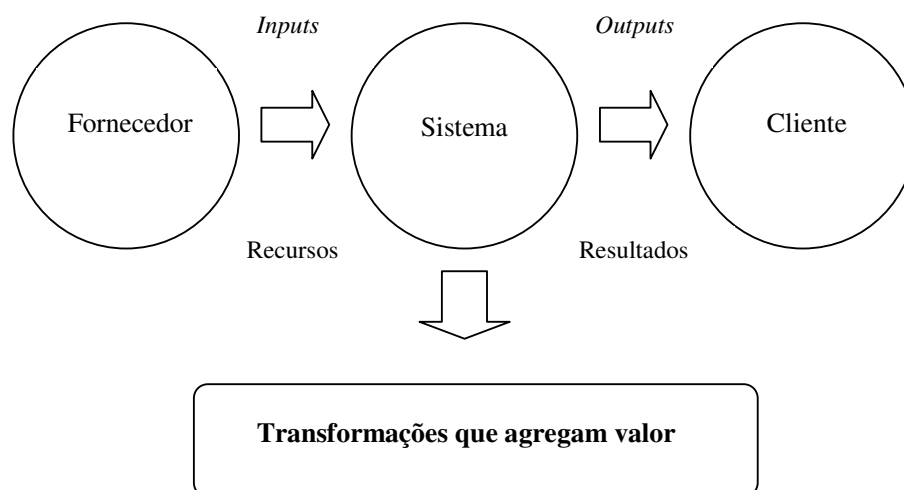 Inputs
Outputs
Fornecedor
Sistema
Cliente
Recursos
Resultados
Transformações que agregam valor